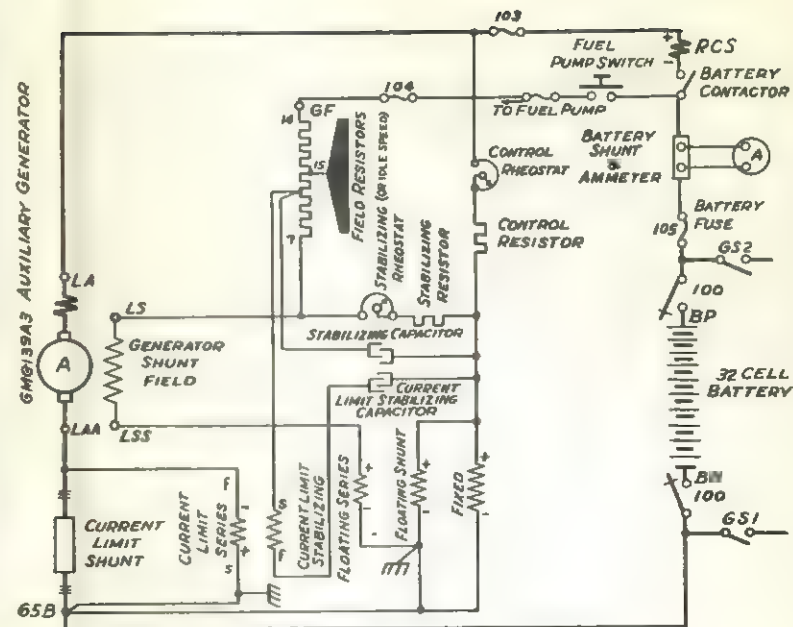 103
+
-
RCS
FUEL
PUMP SWITCH
BATTERY
CONTACTOR
104
GF
14
TO FUEL PUMP
15
7
FIELD RESISTORS
STABILIZING (OR IDLE SPEED)
RHEOSTAT
STABILIZING
RESISTOR
CONTROL
RHEOSTAT
CONTROL
RESISTOR
BATTERY
SHUNT
AMMETER
A
BATTERY
FUSE
105
GS2
100
BP
GMG139A3 AUXILIARY GENERATOR
LA
A
LAA
LS
GENERATOR
SHUNT
FIELD
LSS
STABILIZING CAPACITOR
CURRENT
LIMIT STABILIZING
CAPACITOR
32 CELL
BATTERY
BN
100
GS1
CURRENT
LIMIT
SHUNT
F
-
+
S
CURRENT
LIMIT
SERIES
S
F
CURRENT LIMIT
STABILIZING
+
-
-
FLOATING SERIES
+
-
FLOATING SHUNT
+
-
FIXED
65B